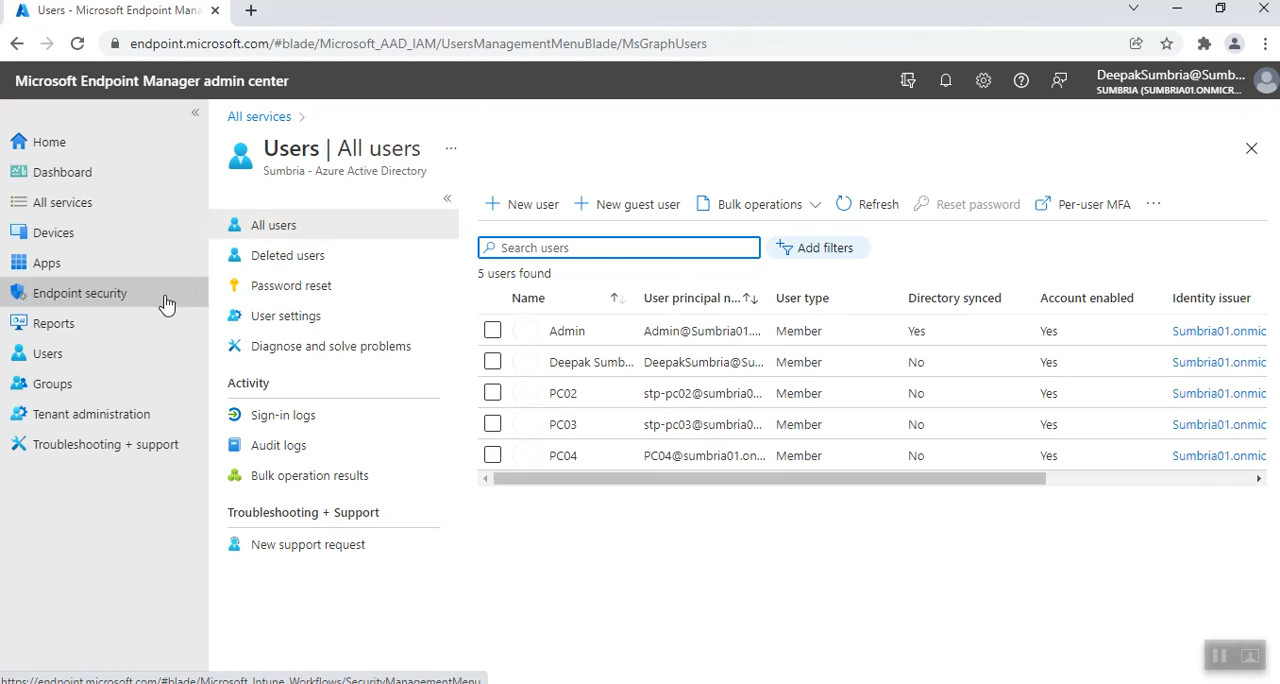 Users - Microsoft Endpoint Mana
endpoint.microsoft.com/#blade/Microsoft_AAD_IAM/UsersManagementMenuBlade/MsGraphUsers
Microsoft Endpoint Manager admin center
DeepakSumbria@Sumb...
SUMBRIA (SUMBRIA01.ONMICR...
Home
Dashboard
All services
Devices
Apps
Endpoint security
Reports
Users
Groups
Tenant administration
Troubleshooting + support
All services
Users | All users ...
Sumbria - Azure Active Directory
All users
Deleted users
Password reset
User settings
Diagnose and solve problems
Activity
Sign-in logs
Audit logs
Bulk operation results
Troubleshooting + Support
New support request
New user New guest user Bulk operations Refresh Reset password Per-user MFA ...
Search users Add filters
5 users found
Name User principal n... User type Directory synced Account enabled Identity issuer
Admin Admin@Sumbria01.... Member Yes Yes Sumbria01.onmic
Deepak Sumb... DeepakSumbria@Su... Member No Yes Sumbria01.onmic
PC02 stp-pc02@sumbria0... Member No Yes Sumbria01.onmic
PC03 stp-pc03@sumbria0... Member No Yes Sumbria01.onmic
PC04 PC04@sumbria01.on... Member No Yes Sumbria01.onmic
https://endpoint.microsoft.com/#blade/Microsoft_Intune_Workflows/SecurityManagementMenu